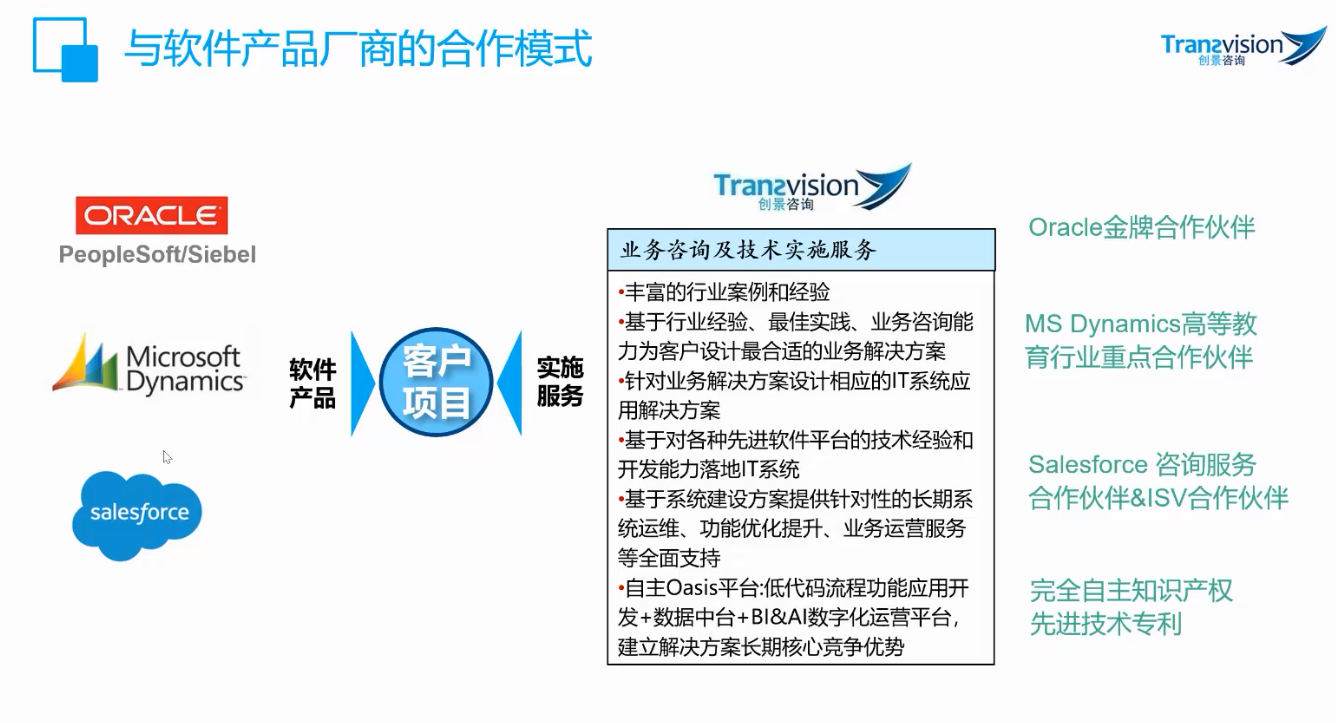 与软件产品厂商的合作模式
Transvision
创景咨询
ORACLE
PeopleSoft/Siebel
Microsoft
Dynamics
salesforce
软件
产品
客户
项目
实施
服务
Transvision
创景咨询
业务咨询及技术实施服务
•丰富的行业案例和经验
•基于行业经验、最佳实践、业务咨询能
力为客户设计最合适的业务解决方案
•针对业务解决方案设计相应的IT系统应
用解决方案
•基于对各种先进软件平台的技术经验和
开发能力落地IT系统
•基于系统建设方案提供针对性的长期系
统运维、功能优化提升、业务运营服务
等全面支持
•自主Oasis平台:低代码流程功能应用开
发+数据中台+BI&AI数字化运营平台，
建立解决方案长期核心竞争优势
Oracle金牌合作伙伴
MS Dynamics高等教
育行业重点合作伙伴
Salesforce 咨询服务
合作伙伴&ISV合作伙伴
完全自主知识产权
先进技术专利